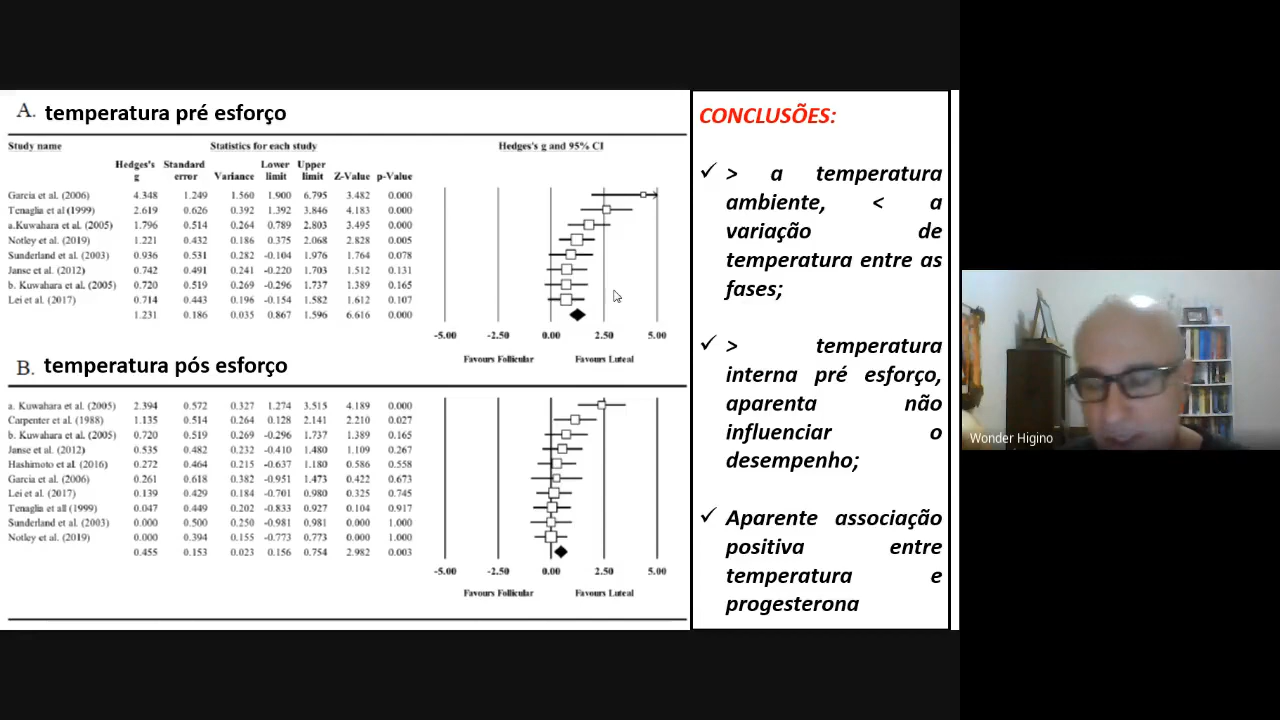 A. temperatura pré esforço
Study name Statistics for each study Hedges's g and 95% CI
Hedges's g Standard error Variance Lower limit Upper limit Z-Value p-Value
Garcia et al. (2006) 4.348 1.249 1.560 1.900 6.795 3.482 0.000
Tenaglia et al (1999) 2.619 0.626 0.392 1.392 3.846 4.183 0.000
a.Kuwahara et al. (2005) 1.796 0.514 0.264 0.789 2.803 3.495 0.000
Notley et al. (2019) 1.221 0.432 0.186 0.375 2.068 2.828 0.005
Sunderland et al. (2003) 0.936 0.531 0.282 -0.104 1.976 1.764 0.078
Janse et al. (2012) 0.742 0.491 0.241 -0.220 1.703 1.512 0.131
b. Kuwahara et al. (2005) 0.720 0.519 0.269 -0.296 1.737 1.389 0.165
Lei et al. (2017) 0.714 0.443 0.196 -0.154 1.582 1.612 0.107
1.231 0.186 0.035 0.867 1.596 6.616 0.000
-5.00 -2.50 0.00 2.50 5.00
Favours Follicular Favours Luteal
B. temperatura pós esforço
a. Kuwahara et al. (2005) 2.394 0.572 0.327 1.274 3.515 4.189 0.000
Carpenter et al. (1988) 1.135 0.514 0.264 0.128 2.141 2.210 0.027
b. Kuwahara et al. (2005) 0.720 0.519 0.269 -0.296 1.737 1.389 0.165
Janse et al. (2012) 0.535 0.482 0.232 -0.410 1.480 1.109 0.267
Hashimoto et al. (2016) 0.272 0.464 0.215 -0.637 1.180 0.586 0.558
Garcia et al. (2006) 0.261 0.618 0.382 -0.951 1.473 0.422 0.673
Lei et al. (2017) 0.139 0.429 0.184 -0.701 0.980 0.325 0.745
Tenaglia et all (1999) 0.047 0.449 0.202 -0.833 0.927 0.104 0.917
Sunderland et al. (2003) 0.000 0.500 0.250 -0.981 0.981 0.000 1.000
Notley et al. (2019) 0.000 0.394 0.155 -0.773 0.773 0.000 1.000
0.455 0.153 0.023 0.156 0.754 2.982 0.003
-5.00 -2.50 0.00 2.50 5.00
Favours Follicular Favours Luteal
CONCLUSÕES:
✓ > a temperatura
ambiente, < a
variação de
temperatura entre as
fases;
✓ > temperatura
interna pré esforço,
aparenta não
influenciar o
desempenho;
✓ Aparente associação
positiva entre
temperatura e
progesterona
Wonder Higino